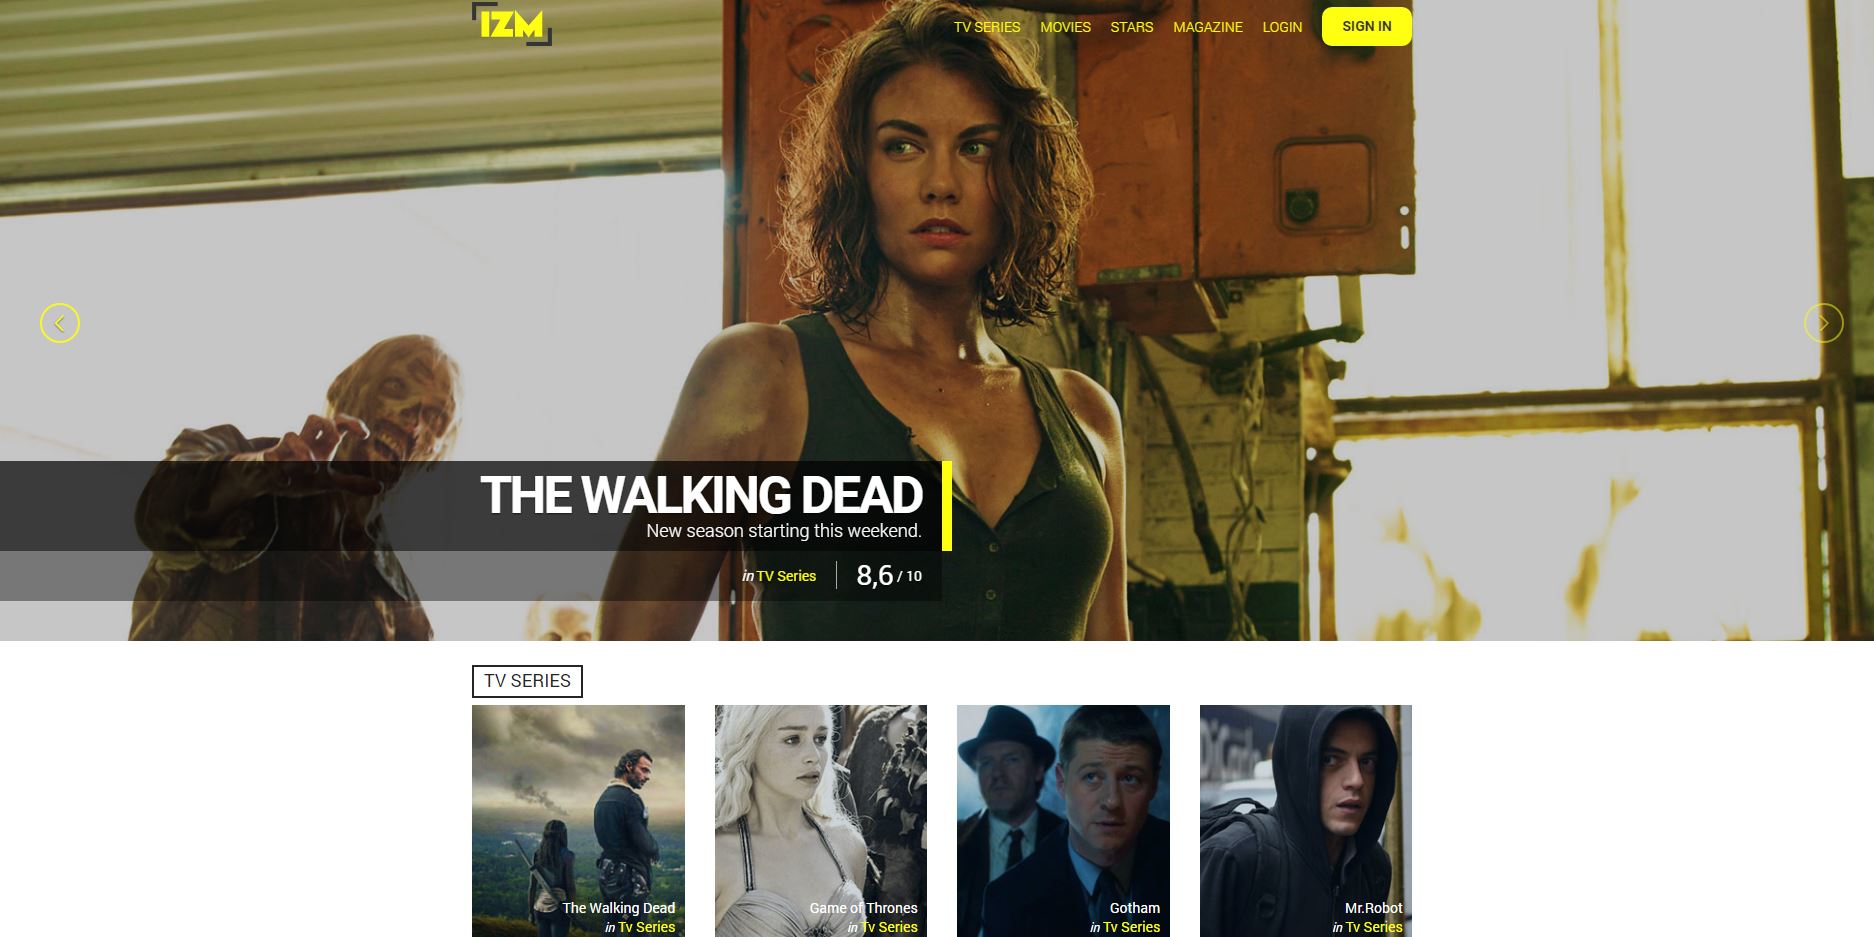 IZM
TV SERIES MOVIES STARS MAGAZINE LOGIN SIGN IN
THE WALKING DEAD
New season starting this weekend.
in TV Series 8,6 / 10
TV SERIES
The Walking Dead
in Tv Series
Game of Thrones
in Tv Series
Gotham
in Tv Series
Mr.Robot
in Tv Series